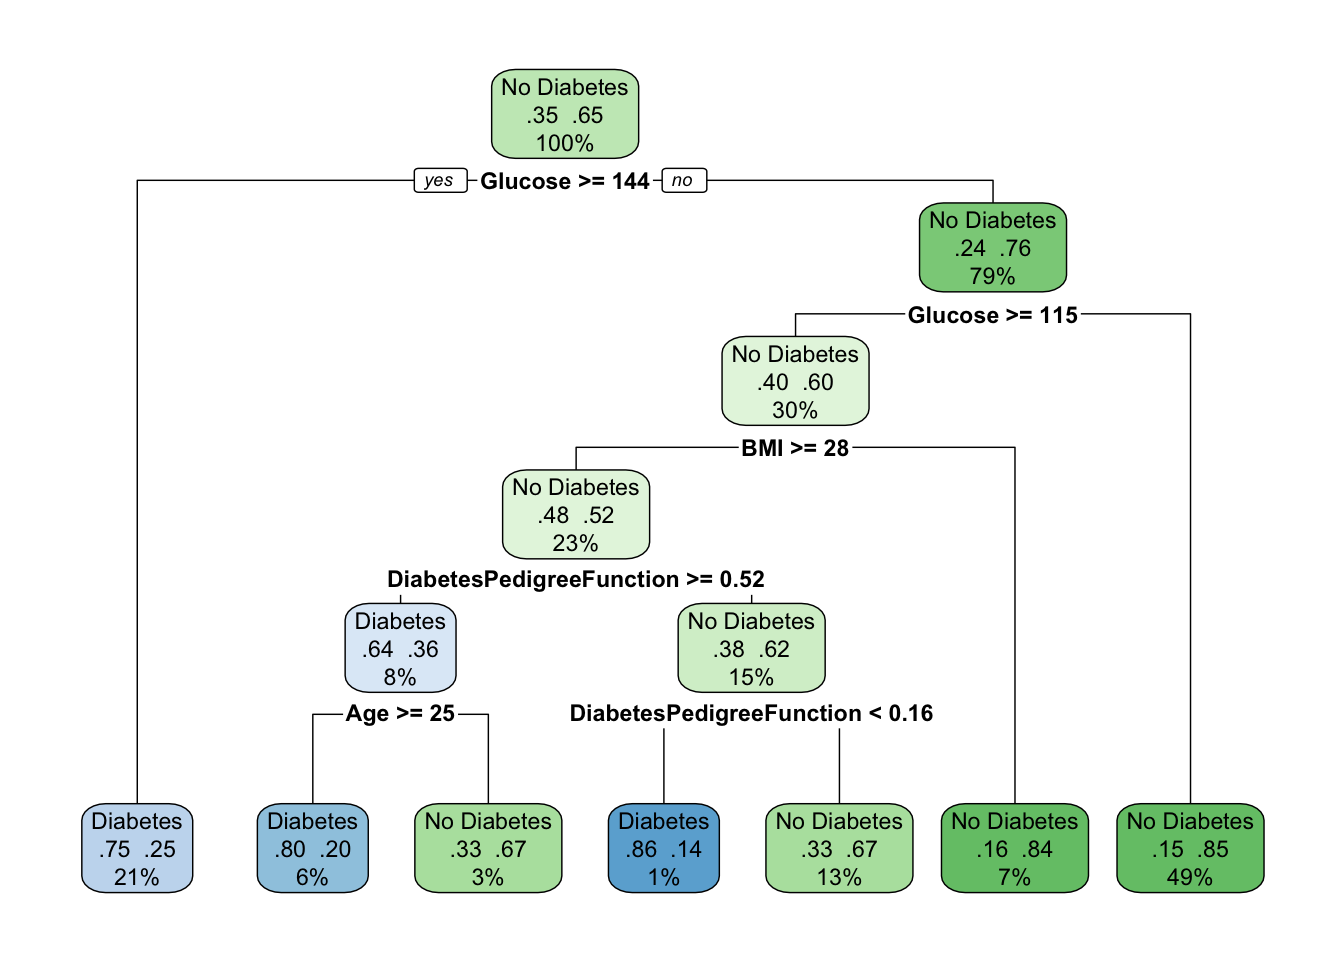 No Diabetes
.35 .65
100%
yes Glucose >= 144 no
No Diabetes
.24 .76
79%
Glucose >= 115
No Diabetes
.40 .60
30%
BMI >= 28
No Diabetes
.48 .52
23%
DiabetesPedigreeFunction >= 0.52
Diabetes
.64 .36
8%
No Diabetes
.38 .62
15%
Age >= 25
DiabetesPedigreeFunction < 0.16
Diabetes
.75 .25
21%
Diabetes
.80 .20
6%
No Diabetes
.33 .67
3%
Diabetes
.86 .14
1%
No Diabetes
.33 .67
13%
No Diabetes
.16 .84
7%
No Diabetes
.15 .85
49%